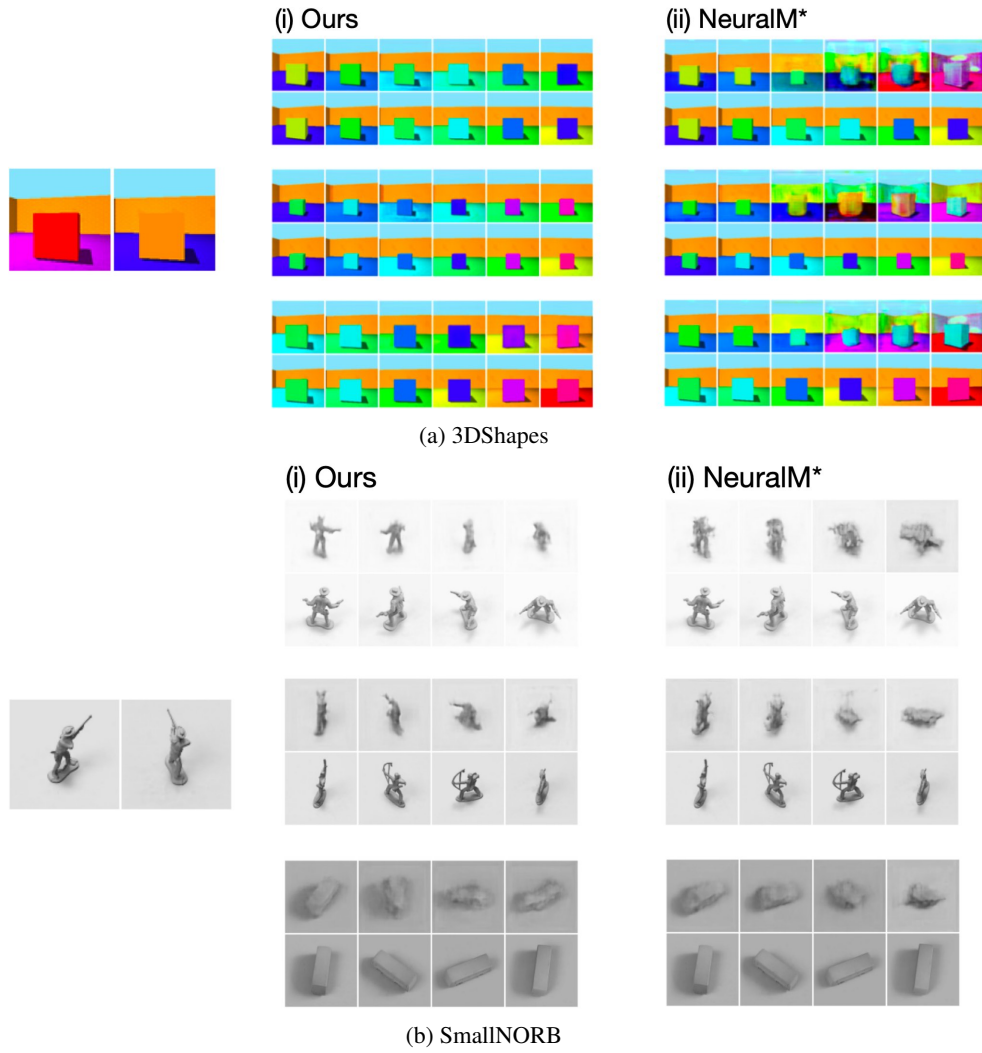 (i) Ours
(ii) NeuralM*
(a) 3DShapes
(i) Ours
(ii) NeuralM*
(b) SmallNORB